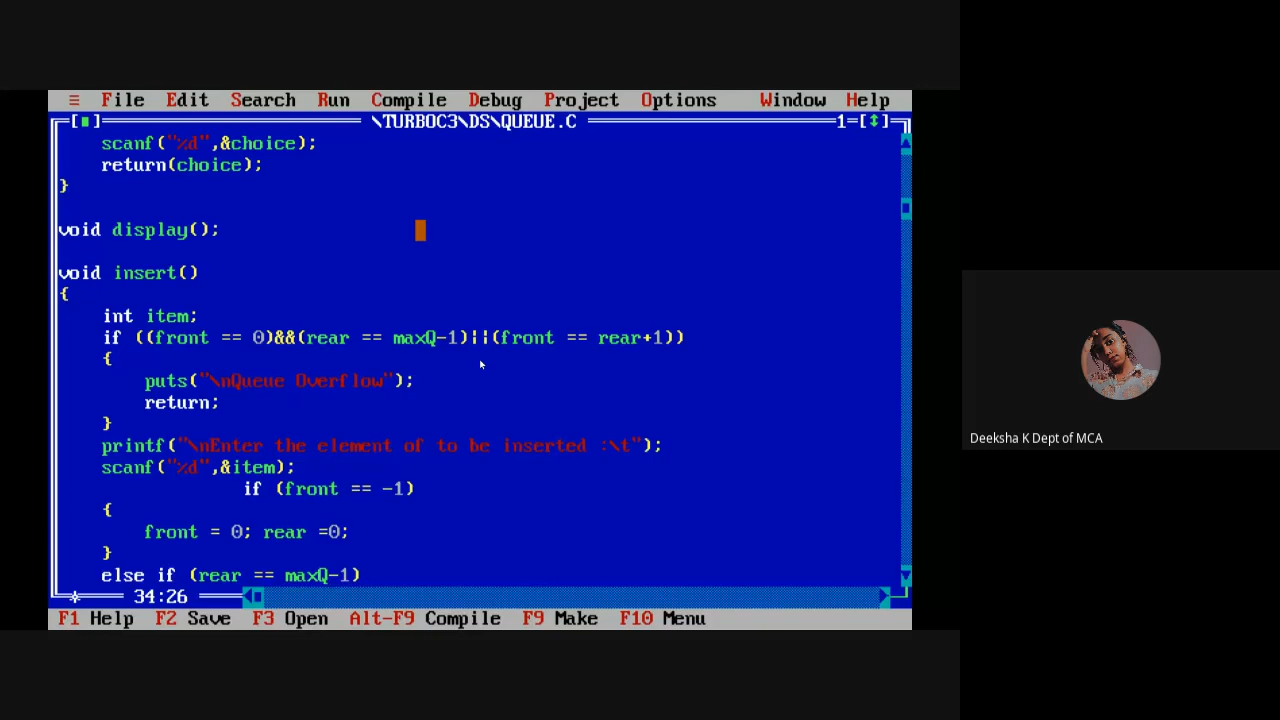 ≡ File Edit Search Run Compile Debug Project Options Window Help
[■] \TURBOC3\DS\QUEUE.C 1=[↕]
scanf("%d",&choice);
return(choice);
}
void display();
void insert()
{
int item;
if ((front == 0)&&(rear == maxQ-1)||(front == rear+1))
{
puts("\nQueue Overflow");
return;
}
printf("\nEnter the element of to be inserted :\t");
scanf("%d",&item);
if (front == -1)
{
front = 0; rear =0;
}
else if (rear == maxQ-1)
34:26
F1 Help F2 Save F3 Open Alt-F9 Compile F9 Make F10 Menu
Deeksha K Dept of MCA